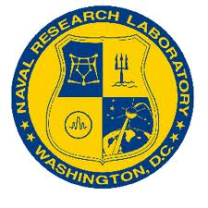 NAVAL RESEARCH LABORATORY
WASHINGTON, D.C.